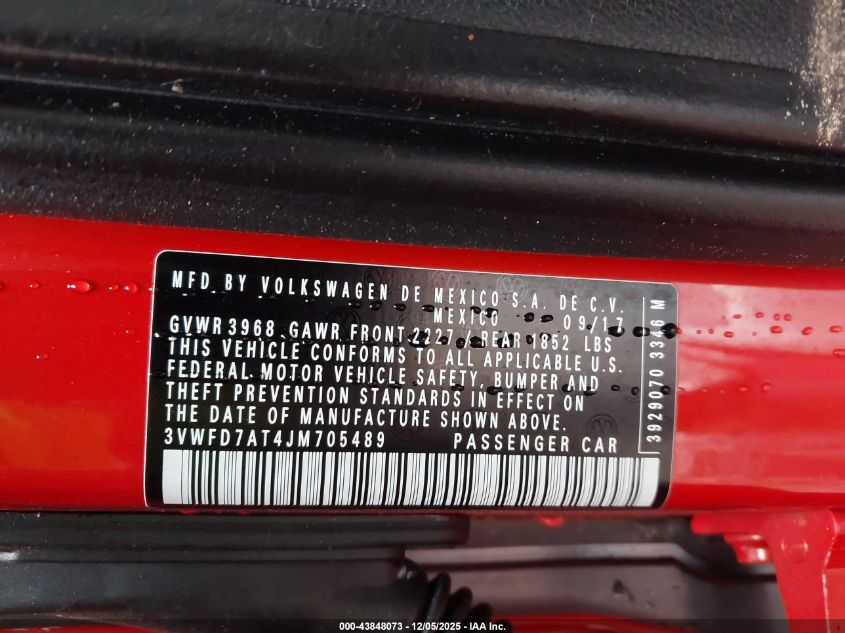 MFD. BY VOLKSWAGEN DE MEXICO S.A. DE C.V.
MEXICO 09/17
GVWR 3968 GAWR FRONT 2227 / REAR 1852 LBS
THIS VEHICLE CONFORMS TO ALL APPLICABLE U.S.
FEDERAL MOTOR VEHICLE SAFETY, BUMPER AND
THEFT PREVENTION STANDARDS IN EFFECT ON
THE DATE OF MANUFACTURE SHOWN ABOVE.
3VWFD7AT4JM705489 PASSENGER CAR
3929070 3346 M
000-43848073 - 12/05/2025 - IAA Inc.